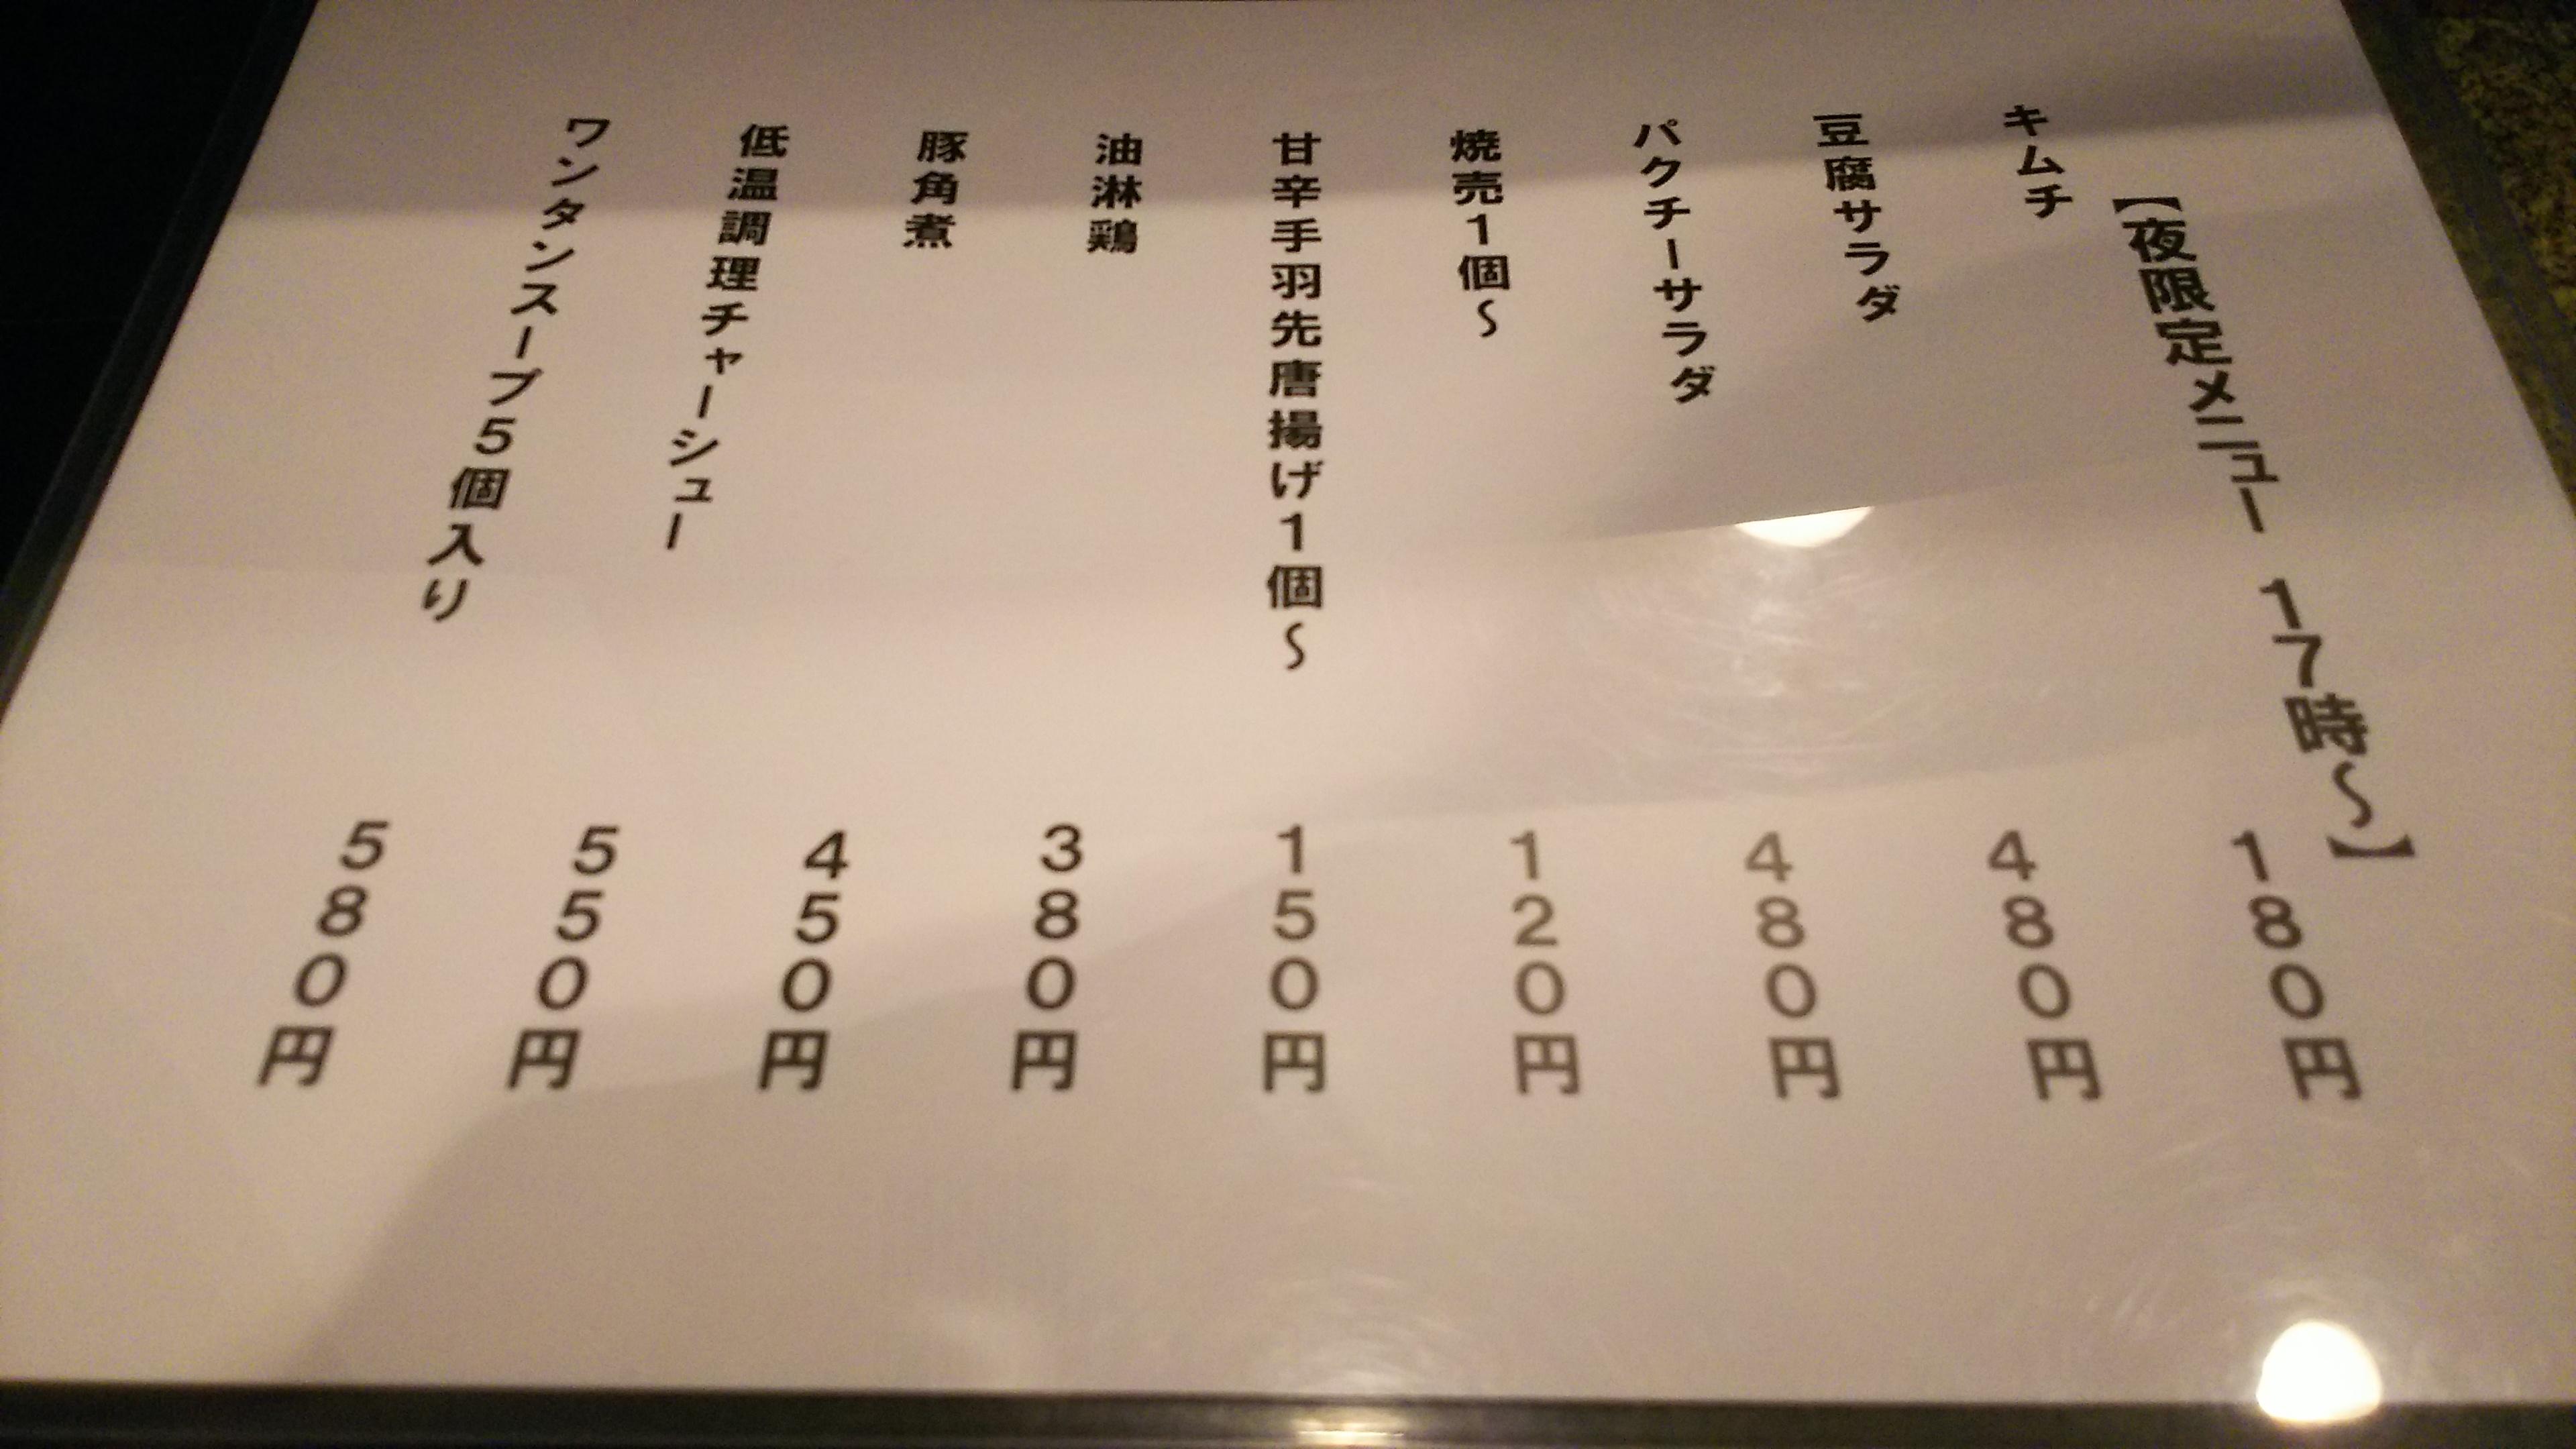 【夜限定メニュー 17時～】
キムチ 180円
豆腐サラダ 480円
パクチーサラダ 480円
焼売1個～ 120円
甘辛手羽先唐揚げ1個～ 150円
油淋鶏 380円
豚角煮 450円
低温調理チャーシュー 550円
ワンタンスープ5個入り 580円